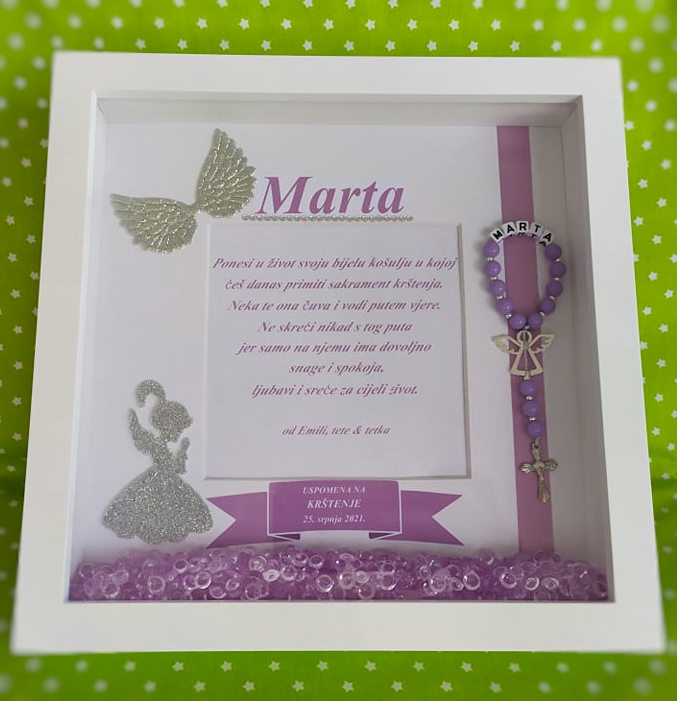 Marta
MARTA
Ponesi u život svoju bijelu košulju u kojoj
ćeš danas primiti sakrament krštenja.
Neka te ona čuva i vodi putem vjere.
Ne skreći nikad s tog puta
jer samo na njemu ima dovoljno
snage i spokoja,
ljubavi i sreće za cijeli život.
od Emili, tete & tetka
USPOMENA NA
KRŠTENJE
25. srpnja 2021.